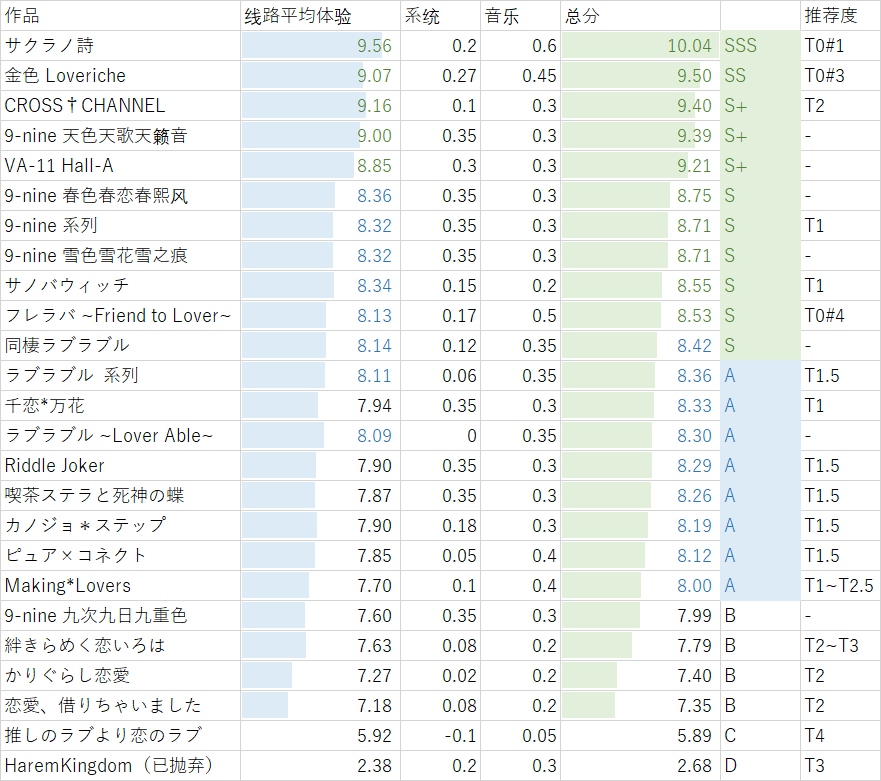 作品 线路平均体验 系统 音乐 总分 推荐度
サクラノ詩 9.56 0.2 0.6 10.04 SSS T0#1
金色 Loveriche 9.07 0.27 0.45 9.50 SS T0#3
CROSS†CHANNEL 9.16 0.1 0.3 9.40 S+ T2
9-nine 天色天歌天籁音 9.00 0.35 0.3 9.39 S+ -
VA-11 Hall-A 8.85 0.3 0.3 9.21 S+ -
9-nine 春色春恋春熙风 8.36 0.35 0.3 8.75 S -
9-nine 系列 8.32 0.35 0.3 8.71 S T1
9-nine 雪色雪花雪之痕 8.32 0.35 0.3 8.71 S -
サノバウィッチ 8.34 0.15 0.2 8.55 S T1
フレラバ ~Friend to Lover~ 8.13 0.17 0.5 8.53 S T0#4
同棲ラブラブル 8.14 0.12 0.35 8.42 S -
ラブラブル 系列 8.11 0.06 0.35 8.36 A T1.5
千恋*万花 7.94 0.35 0.3 8.33 A T1
ラブラブル ~Lover Able~ 8.09 0 0.35 8.30 A -
Riddle Joker 7.90 0.35 0.3 8.29 A T1.5
喫茶ステラと死神の蝶 7.87 0.35 0.3 8.26 A T1.5
カノジョ＊ステップ 7.90 0.18 0.3 8.19 A T1.5
ピュア×コネクト 7.85 0.05 0.4 8.12 A T1.5
Making*Lovers 7.70 0.1 0.4 8.00 A T1~T2.5
9-nine 九次九日九重色 7.60 0.35 0.3 7.99 B -
絆きらめく恋いろは 7.63 0.08 0.2 7.79 B T2~T3
かりぐらし恋愛 7.27 0.02 0.2 7.40 B T2
恋愛、借りちゃいました 7.18 0.08 0.2 7.35 B T2
推しのラブより恋のラブ 5.92 -0.1 0.05 5.89 C T4
HaremKingdom（已抛弃） 2.38 0.2 0.3 2.68 D T3